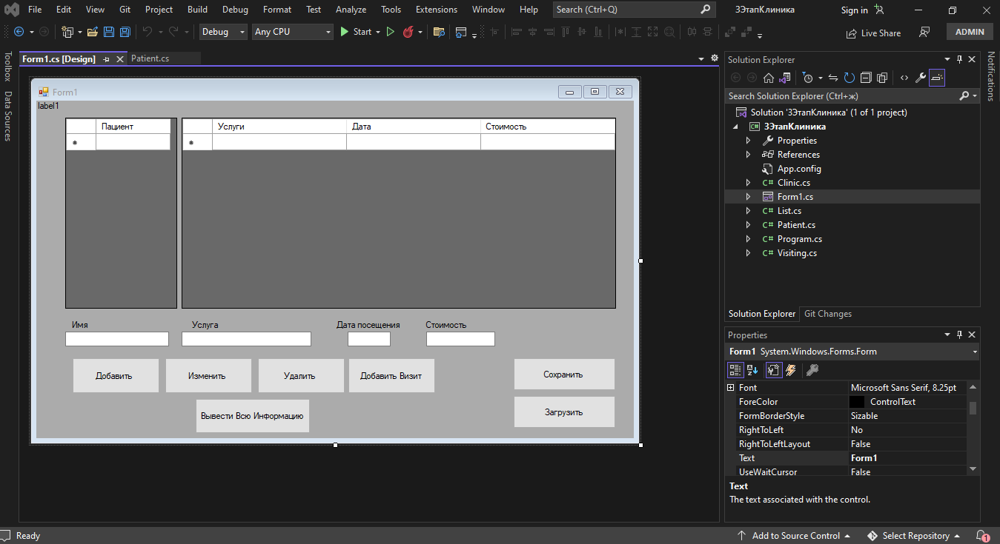 File Edit View Git Project Build Debug Format Test Analyze Tools Extensions Window Help Search (Ctrl+Q) 3ЭтапКлиника Sign in
Debug Any CPU Start Live Share ADMIN
Toolbox
Data Sources
Form1.cs [Design] Patient.cs
Form1
label1
Пациент
Услуги Дата Стоимость
Имя Услуга Дата посещения Стоимость
Добавить Изменить Удалить Добавить Визит Сохранить
Вывести Всю Информацию Загрузить
Solution Explorer
Search Solution Explorer (Ctrl+ж)
Solution '3ЭтапКлиника' (1 of 1 project)
C# 3ЭтапКлиника
Properties
References
App.config
C# Clinic.cs
Form1.cs
C# List.cs
C# Patient.cs
C# Program.cs
C# Visiting.cs
Solution Explorer Git Changes
Properties
Form1 System.Windows.Forms.Form
Font Microsoft Sans Serif, 8.25pt
ForeColor ControlText
FormBorderStyle Sizable
RightToLeft No
RightToLeftLayout False
Text Form1
UseWaitCursor False
Text
The text associated with the control.
Notifications
Ready Add to Source Control Select Repository 1